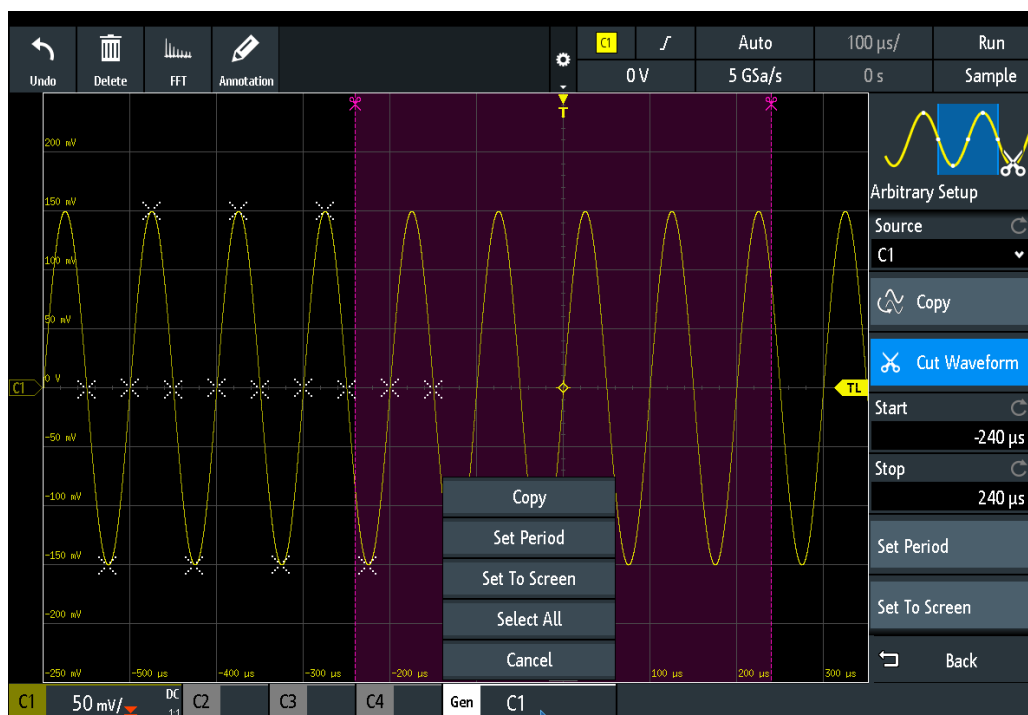 Undo
Delete
FFT
Annotation
C1
Auto
100 µs/
Run
0 V
5 GSa/s
0 s
Sample
T
200 mV
150 mV
100 mV
50 mV
0 V
-50 mV
-100 mV
-150 mV
-200 mV
-250 mV
-500 µs
-400 µs
-300 µs
-200 µs
100 µs
200 µs
300 µs
C1
TL
Copy
Set Period
Set To Screen
Select All
Cancel
Arbitrary Setup
Source
C1
Copy
Cut Waveform
Start
-240 µs
Stop
240 µs
Set Period
Set To Screen
Back
C1
50 mV/
DC
1:1
C2
C3
C4
Gen
C1